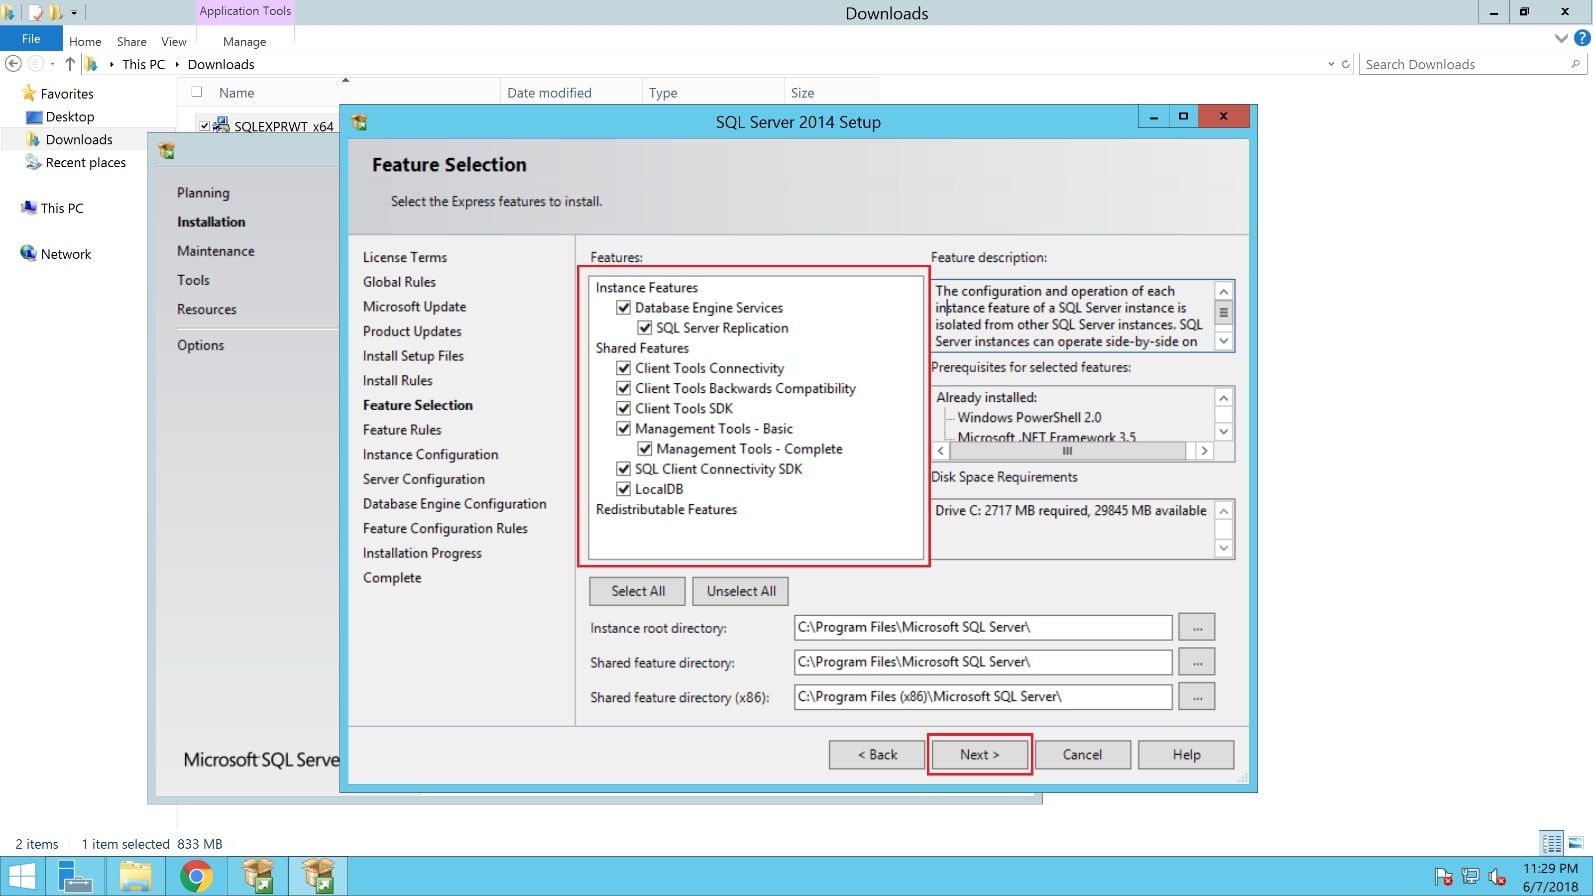 Application Tools
Downloads
File
Home
Share
View
Manage
This PC
Downloads
Search Downloads
Favorites
Desktop
Downloads
Recent places
This PC
Network
Name
Date modified
Type
Size
SQLEXPRWT_x64
Planning
Installation
Maintenance
Tools
Resources
Options
Microsoft SQL Serve
SQL Server 2014 Setup
Feature Selection
Select the Express features to install.
License Terms
Global Rules
Microsoft Update
Product Updates
Install Setup Files
Install Rules
Feature Selection
Feature Rules
Instance Configuration
Server Configuration
Database Engine Configuration
Feature Configuration Rules
Installation Progress
Complete
Features:
Instance Features
Database Engine Services
SQL Server Replication
Shared Features
Client Tools Connectivity
Client Tools Backwards Compatibility
Client Tools SDK
Management Tools - Basic
Management Tools - Complete
SQL Client Connectivity SDK
LocalDB
Redistributable Features
Feature description:
The configuration and operation of each
instance feature of a SQL Server instance is
isolated from other SQL Server instances. SQL
Server instances can operate side-by-side on
Prerequisites for selected features:
Already installed:
Windows PowerShell 2.0
Microsoft .NET Framework 3.5
Disk Space Requirements
Drive C: 2717 MB required, 29845 MB available
Select All
Unselect All
Instance root directory:
C:\Program Files\Microsoft SQL Server\
...
Shared feature directory:
C:\Program Files\Microsoft SQL Server\
...
Shared feature directory (x86):
C:\Program Files (x86)\Microsoft SQL Server\
...
< Back
Next >
Cancel
Help
2 items
1 item selected 833 MB
11:29 PM
6/7/2018